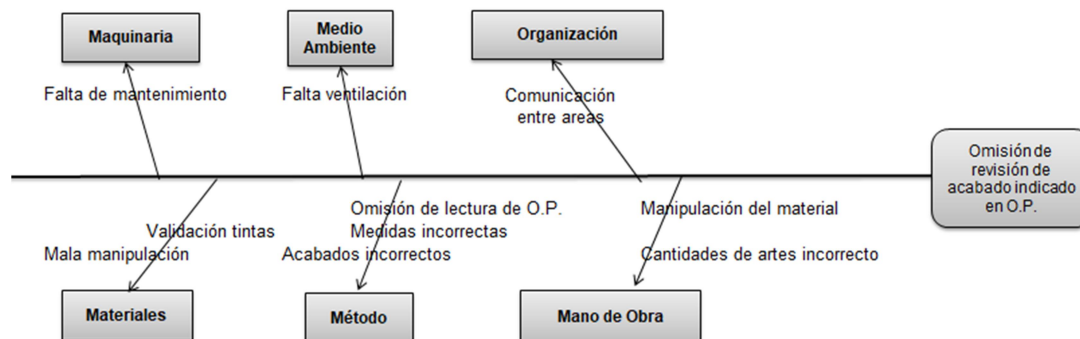 Maquinaria
Medio
Ambiente
Organización
Falta de mantenimiento
Falta ventilación
Comunicación
entre areas
Omisión de
revisión de
acabado indicado
en O.P.
Omisión de lectura de O.P.
Manipulación del material
Validación tintas
Medidas incorrectas
Mala manipulación
Acabados incorrectos
Cantidades de artes incorrecto
Materiales
Método
Mano de Obra